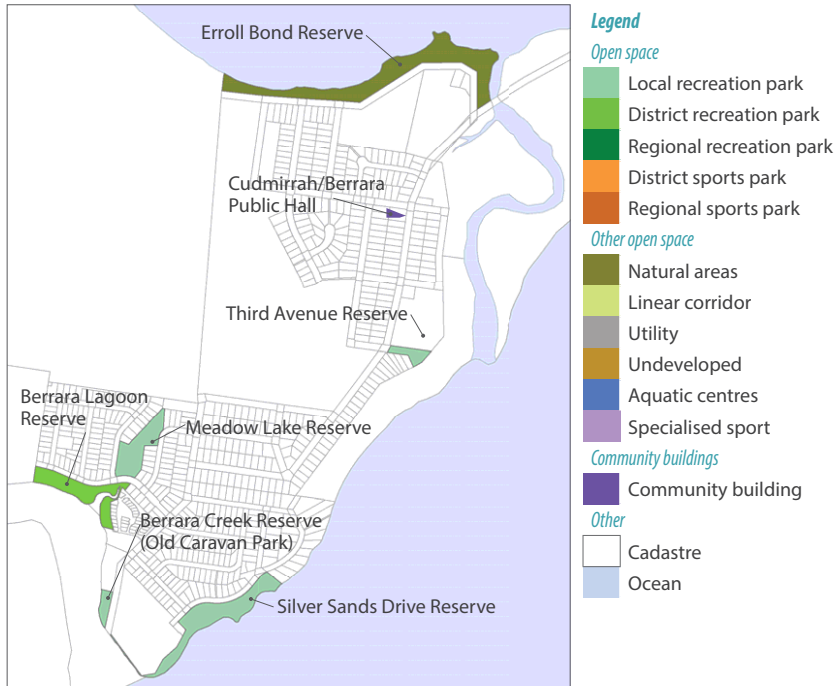 Erroll Bond Reserve
Cudmirrah/Berrara
Public Hall
Third Avenue Reserve
Berrara Lagoon
Reserve
Meadow Lake Reserve
Berrara Creek Reserve
(Old Caravan Park)
Silver Sands Drive Reserve
Legend
Open space
Local recreation park
District recreation park
Regional recreation park
District sports park
Regional sports park
Other open space
Natural areas
Linear corridor
Utility
Undeveloped
Aquatic centres
Specialised sport
Community buildings
Community building
Other
Cadastre
Ocean